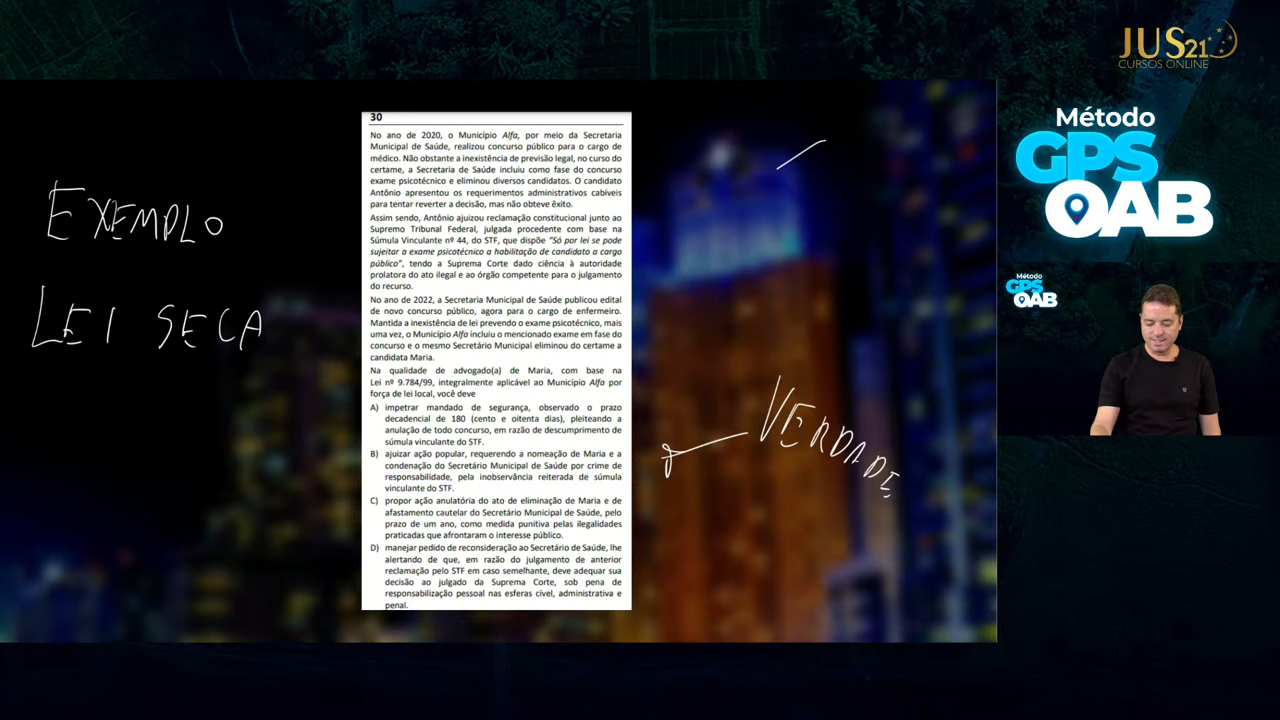 JUS21
CURSOS ONLINE
Método
GPS
OAB
Método
GPS
OAB
EXEMPLO
LEI SECA
30
No ano de 2020, o Município Alfa, por meio da Secretaria
Municipal de Saúde, realizou concurso público para o cargo de
médico. Não obstante a inexistência de previsão legal, no curso do
certame, a Secretaria de Saúde incluiu como fase do concurso
exame psicotécnico e eliminou diversos candidatos. O candidato
Antônio apresentou os requerimentos administrativos cabíveis
para tentar reverter a decisão, mas não obteve êxito.
Assim sendo, Antônio ajuizou reclamação constitucional junto ao
Supremo Tribunal Federal, julgada procedente com base na
Súmula Vinculante nº 44, do STF, que dispõe “Só por lei se pode
sujeitar a exame psicotécnico a habilitação de candidato a cargo
público”, tendo a Suprema Corte dado ciência à autoridade
prolatora do ato ilegal e ao órgão competente para o julgamento
do recurso.
No ano de 2022, a Secretaria Municipal de Saúde publicou edital
de novo concurso público, agora para o cargo de enfermeiro.
Mantida a inexistência de lei prevendo o exame psicotécnico, mais
uma vez, o Município Alfa incluiu o mencionado exame em fase do
concurso e o mesmo Secretário Municipal eliminou do certame a
candidata Maria.
Na qualidade de advogado(a) de Maria, com base na
Lei nº 9.784/99, integralmente aplicável ao Município Alfa por
força de lei local, você deve
A) impetrar mandado de segurança, observado o prazo
decadencial de 180 (cento e oitenta dias), pleiteando a
anulação de todo concurso, em razão de descumprimento de
súmula vinculante do STF.
B) ajuizar ação popular, requerendo a nomeação de Maria e a
condenação do Secretário Municipal de Saúde por crime de
responsabilidade, pela inobservância reiterada de súmula
vinculante do STF.
C) propor ação anulatória do ato de eliminação de Maria e de
afastamento cautelar do Secretário Municipal de Saúde, pelo
prazo de um ano, como medida punitiva pelas ilegalidades
praticadas que afrontaram o interesse público.
D) manejar pedido de reconsideração ao Secretário de Saúde, lhe
alertando de que, em razão do julgamento de anterior
reclamação pelo STF em caso semelhante, deve adequar sua
decisão ao julgado da Suprema Corte, sob pena de
responsabilização pessoal nas esferas cível, administrativa e
penal.
VERDADE